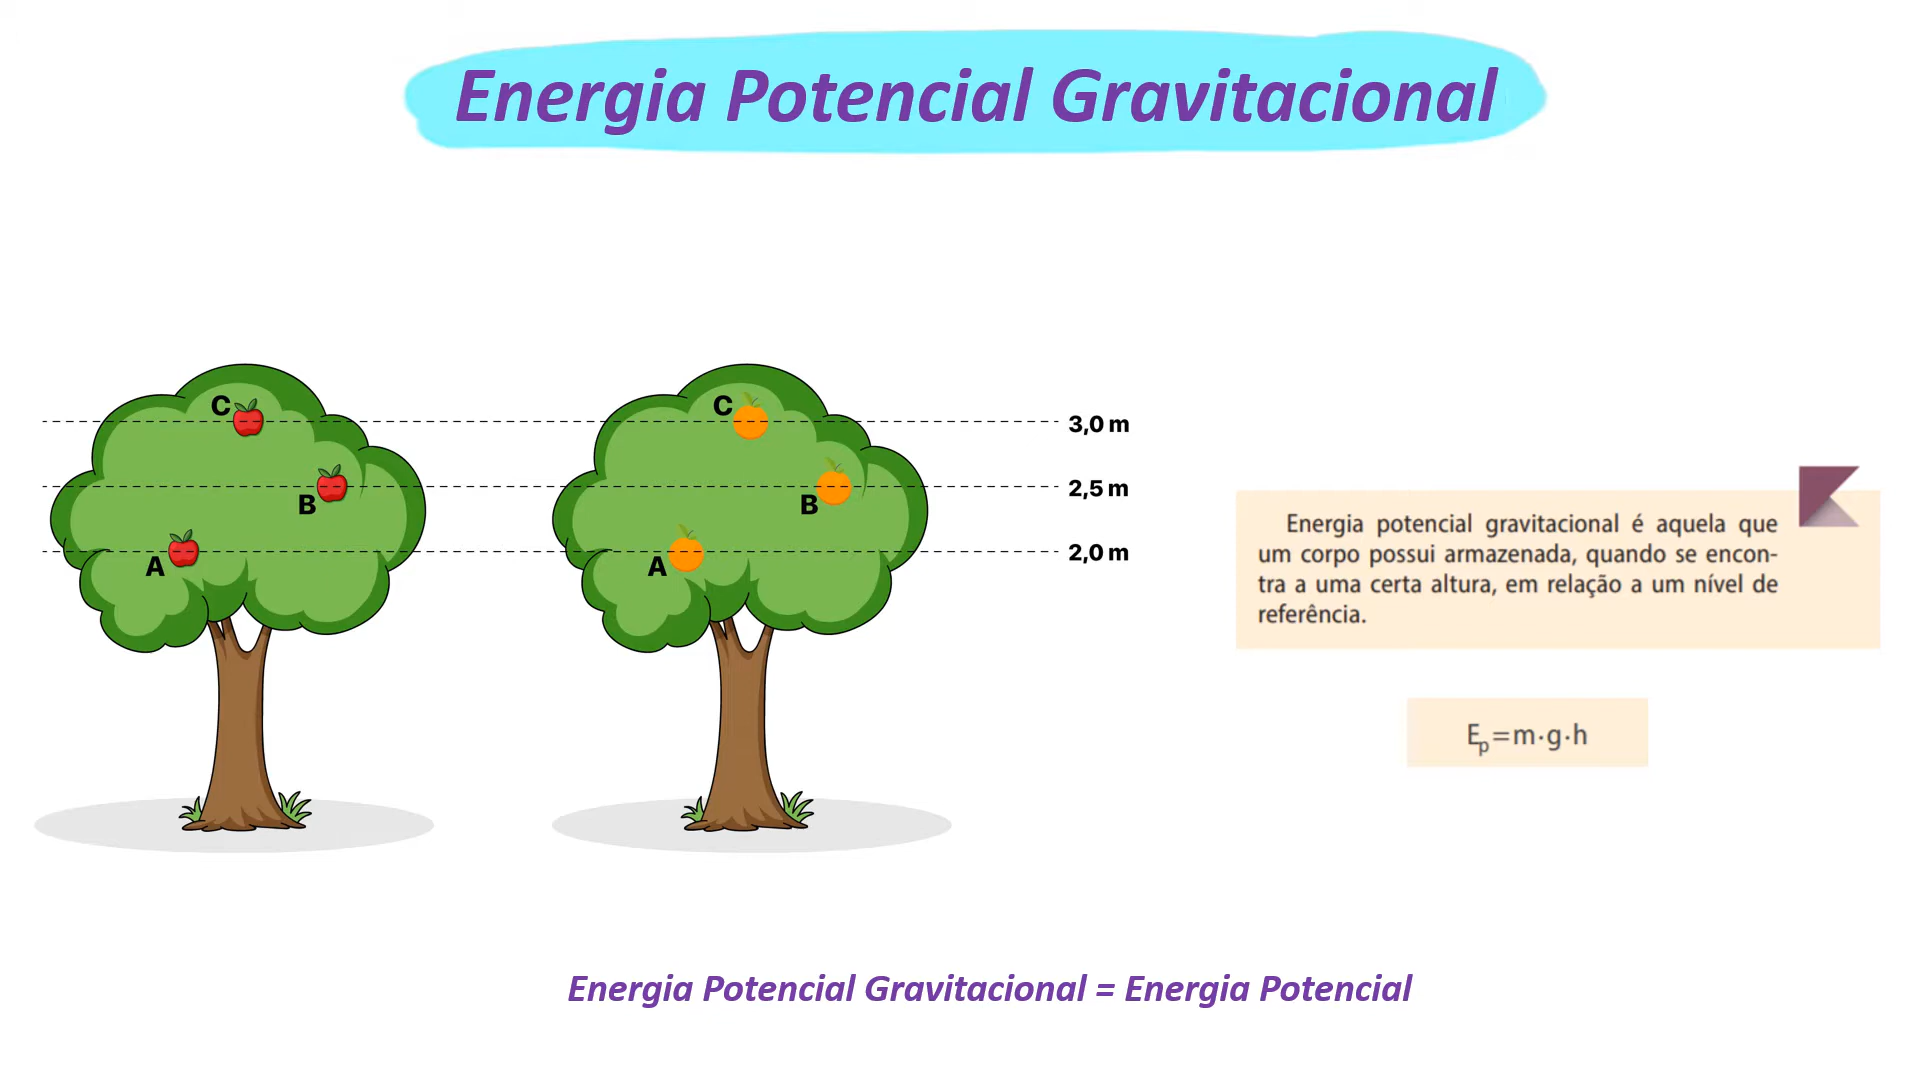 Energia Potencial Gravitacional
C
C
3,0 m
B
B
2,5 m
A
A
2,0 m
Energia potencial gravitacional é aquela que
um corpo possui armazenada, quando se encon-
tra a uma certa altura, em relação a um nível de
referência.
Ep=m·g·h
Energia Potencial Gravitacional = Energia Potencial